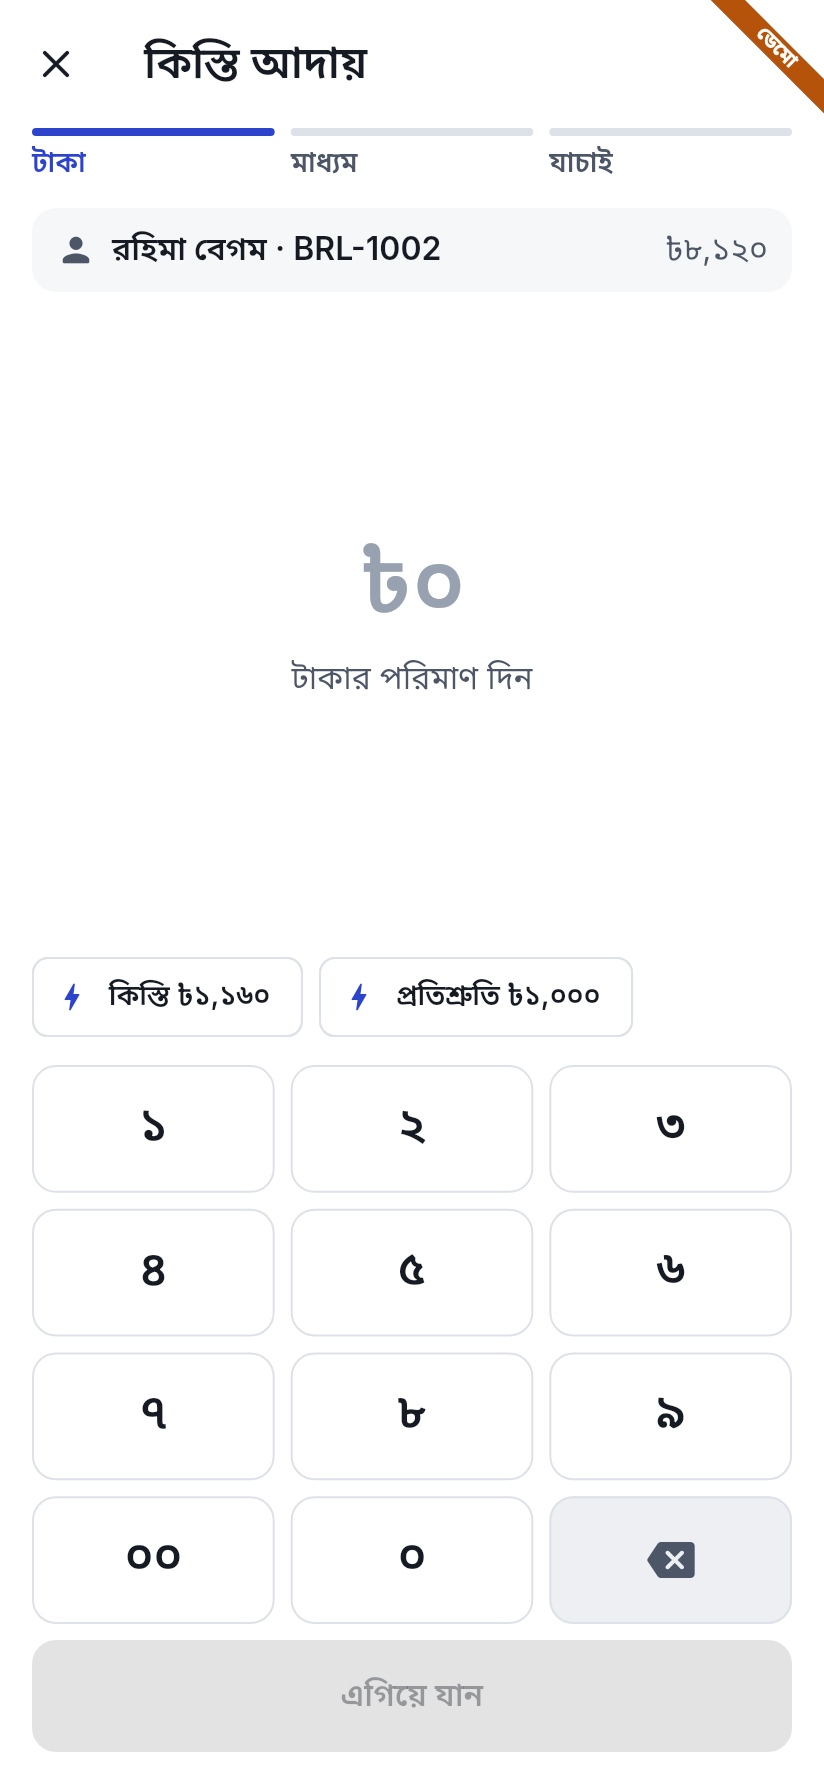 কিস্তি আদায়
ডেমো
টাকা
মাধ্যম
যাচাই
রহিমা বেগম · BRL-1002
৳৮,১২০
৳০
টাকার পরিমাণ দিন
কিস্তি ৳১,১৬০
প্রতিশ্রুতি ৳১,০০০
১
২
৩
৪
৫
৬
৭
৮
৯
০০
০
এগিয়ে যান